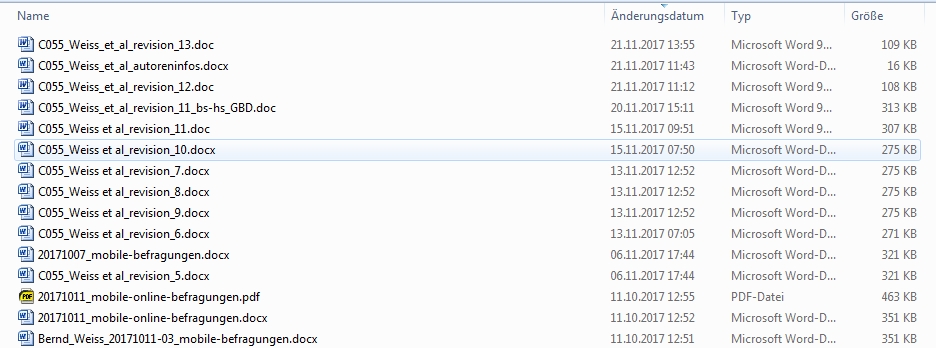 Name Änderungsdatum Typ Größe
C055_Weiss_et_al_revision_13.doc 21.11.2017 13:55 Microsoft Word 9... 109 KB
C055_Weiss_et_al_autoreninfos.docx 21.11.2017 11:43 Microsoft Word-D... 16 KB
C055_Weiss_et_al_revision_12.doc 21.11.2017 11:12 Microsoft Word 9... 108 KB
C055_Weiss_et_al_revision_11_bs-hs_GBD.doc 20.11.2017 15:11 Microsoft Word 9... 313 KB
C055_Weiss et al_revision_11.doc 15.11.2017 09:51 Microsoft Word 9... 307 KB
C055_Weiss et al_revision_10.docx 15.11.2017 07:50 Microsoft Word-D... 275 KB
C055_Weiss et al_revision_7.docx 13.11.2017 12:52 Microsoft Word-D... 275 KB
C055_Weiss et al_revision_8.docx 13.11.2017 12:52 Microsoft Word-D... 275 KB
C055_Weiss et al_revision_9.docx 13.11.2017 12:52 Microsoft Word-D... 275 KB
C055_Weiss et al_revision_6.docx 13.11.2017 07:05 Microsoft Word-D... 271 KB
20171007_mobile-befragungen.docx 06.11.2017 17:44 Microsoft Word-D... 321 KB
C055_Weiss et al_revision_5.docx 06.11.2017 17:44 Microsoft Word-D... 321 KB
PDF 20171011_mobile-online-befragungen.pdf 11.10.2017 12:55 PDF-Datei 463 KB
20171011_mobile-online-befragungen.docx 11.10.2017 12:52 Microsoft Word-D... 351 KB
Bernd_Weiss_20171011-03_mobile-befragungen.docx 11.10.2017 12:51 Microsoft Word-D... 351 KB